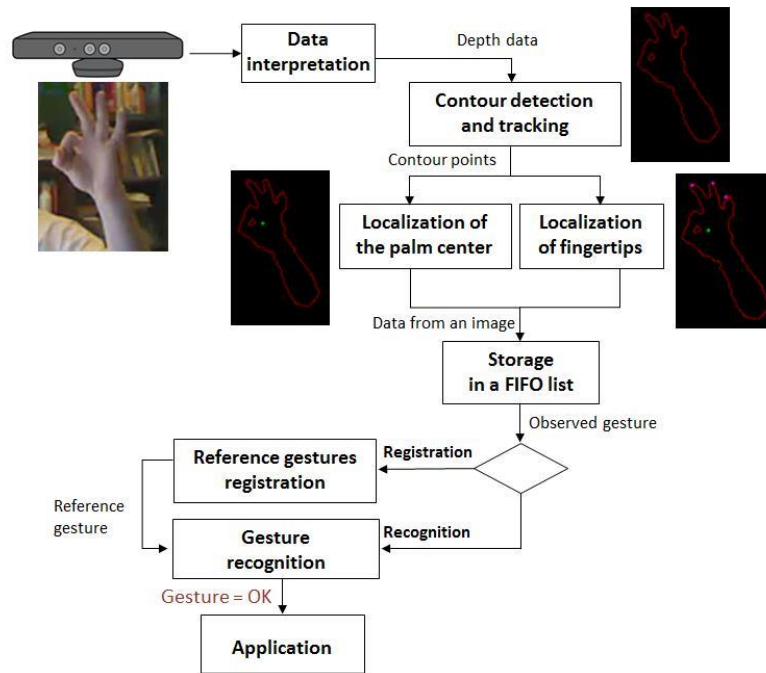 Data
interpretation
Depth data
Contour detection
and tracking
Contour points
Localization of
the palm center
Localization
of fingertips
Data from an image
Storage
in a FIFO list
Observed gesture
Registration
Reference gestures
registration
Reference
gesture
Recognition
Gesture
recognition
Gesture = OK
Application